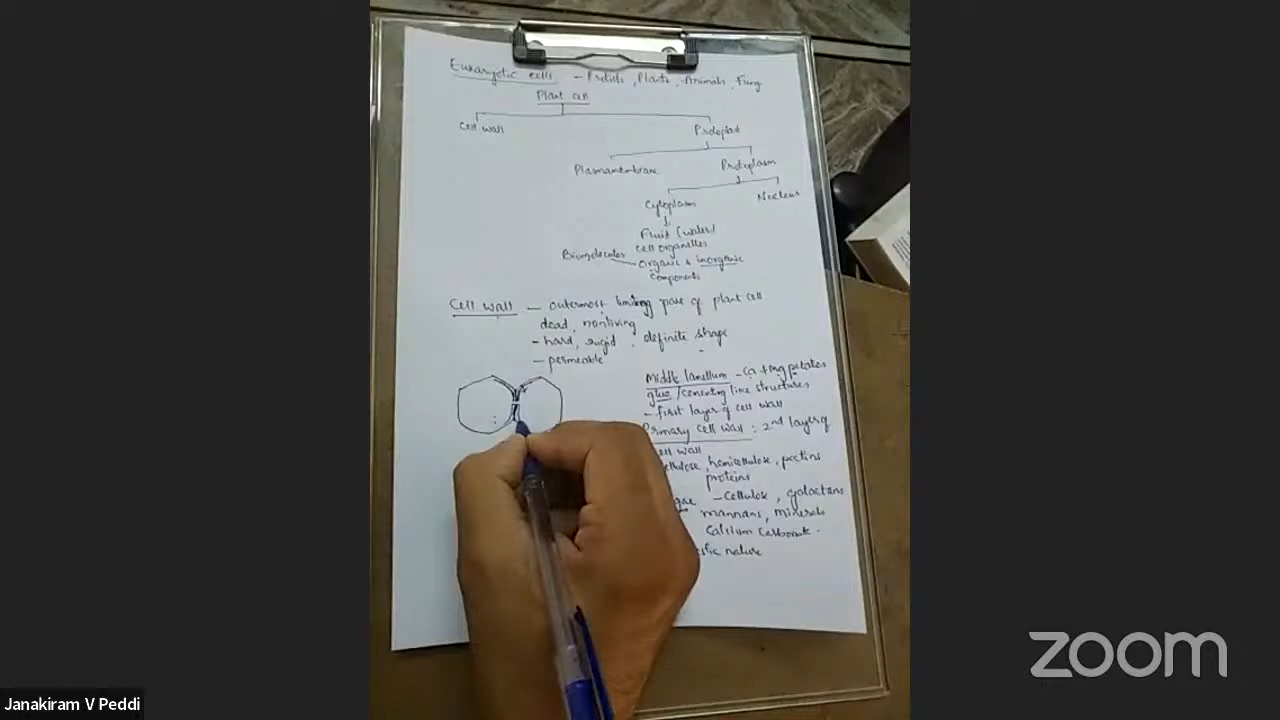 Eukaryotic cells - Protists, Plants, Animals, Fungi
Plant cell
Cell wall
Protoplast
Plasmamembrane
Protoplasm
Cytoplasm
Nucleus
Fluid (water)
cell organelles
Biomolecules
organic & inorganic
components
Cell wall - outermost limiting part of plant cell
dead, nonliving
- hard, rigid, definite shape
- permeable
Middle lamellum - Ca + Mg petates
glue/cementing like structures
- first layer of cell wall
Primary cell wall : 2nd layer of
cell wall
cellulose, hemicellulose, pectins
proteins
- Cellulose, galactans
mannans, minerals
Calcium Carbonate.
nature
Janakiram V Peddi
zoom